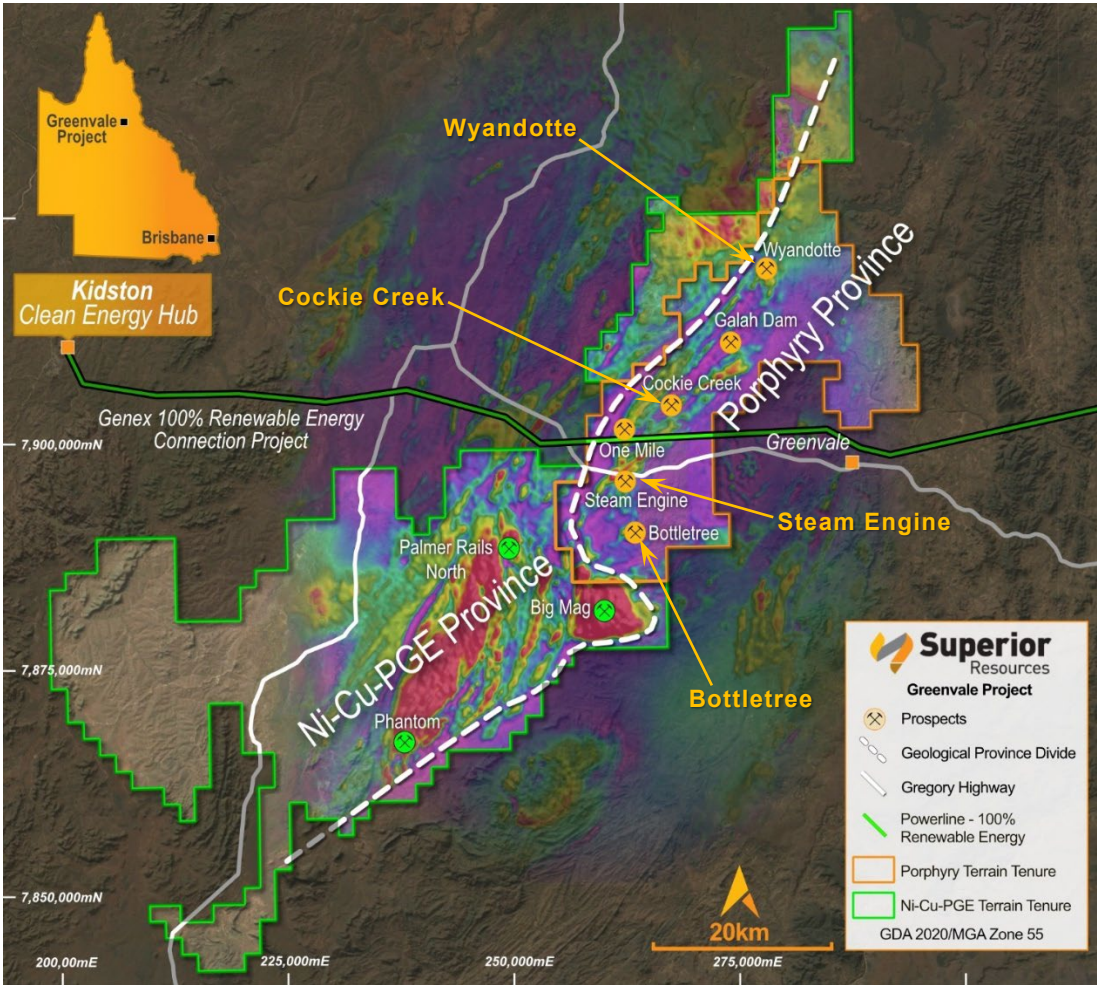 Greenvale
Project
Brisbane
Kidston
Clean Energy Hub
Wyandotte
Cockie Creek
Wyandotte
Galah Dam
Cockie Creek
Porphyry Province
Genex 100% Renewable Energy
Connection Project
7,900,000mN
One Mile
Greenvale
Steam Engine
Steam Engine
Bottletree
Palmer Rails
North
Big Mag
Ni-Cu-PGE Province
Phantom
Bottletree
7,875,000mN
7,850,000mN
200,00mE
225,000mE
250,000mE
275,000mE
20km
Superior
Resources
Greenvale Project
Prospects
Geological Province Divide
Gregory Highway
Powerline - 100%
Renewable Energy
Porphyry Terrain Tenure
Ni-Cu-PGE Terrain Tenure
GDA 2020/MGA Zone 55